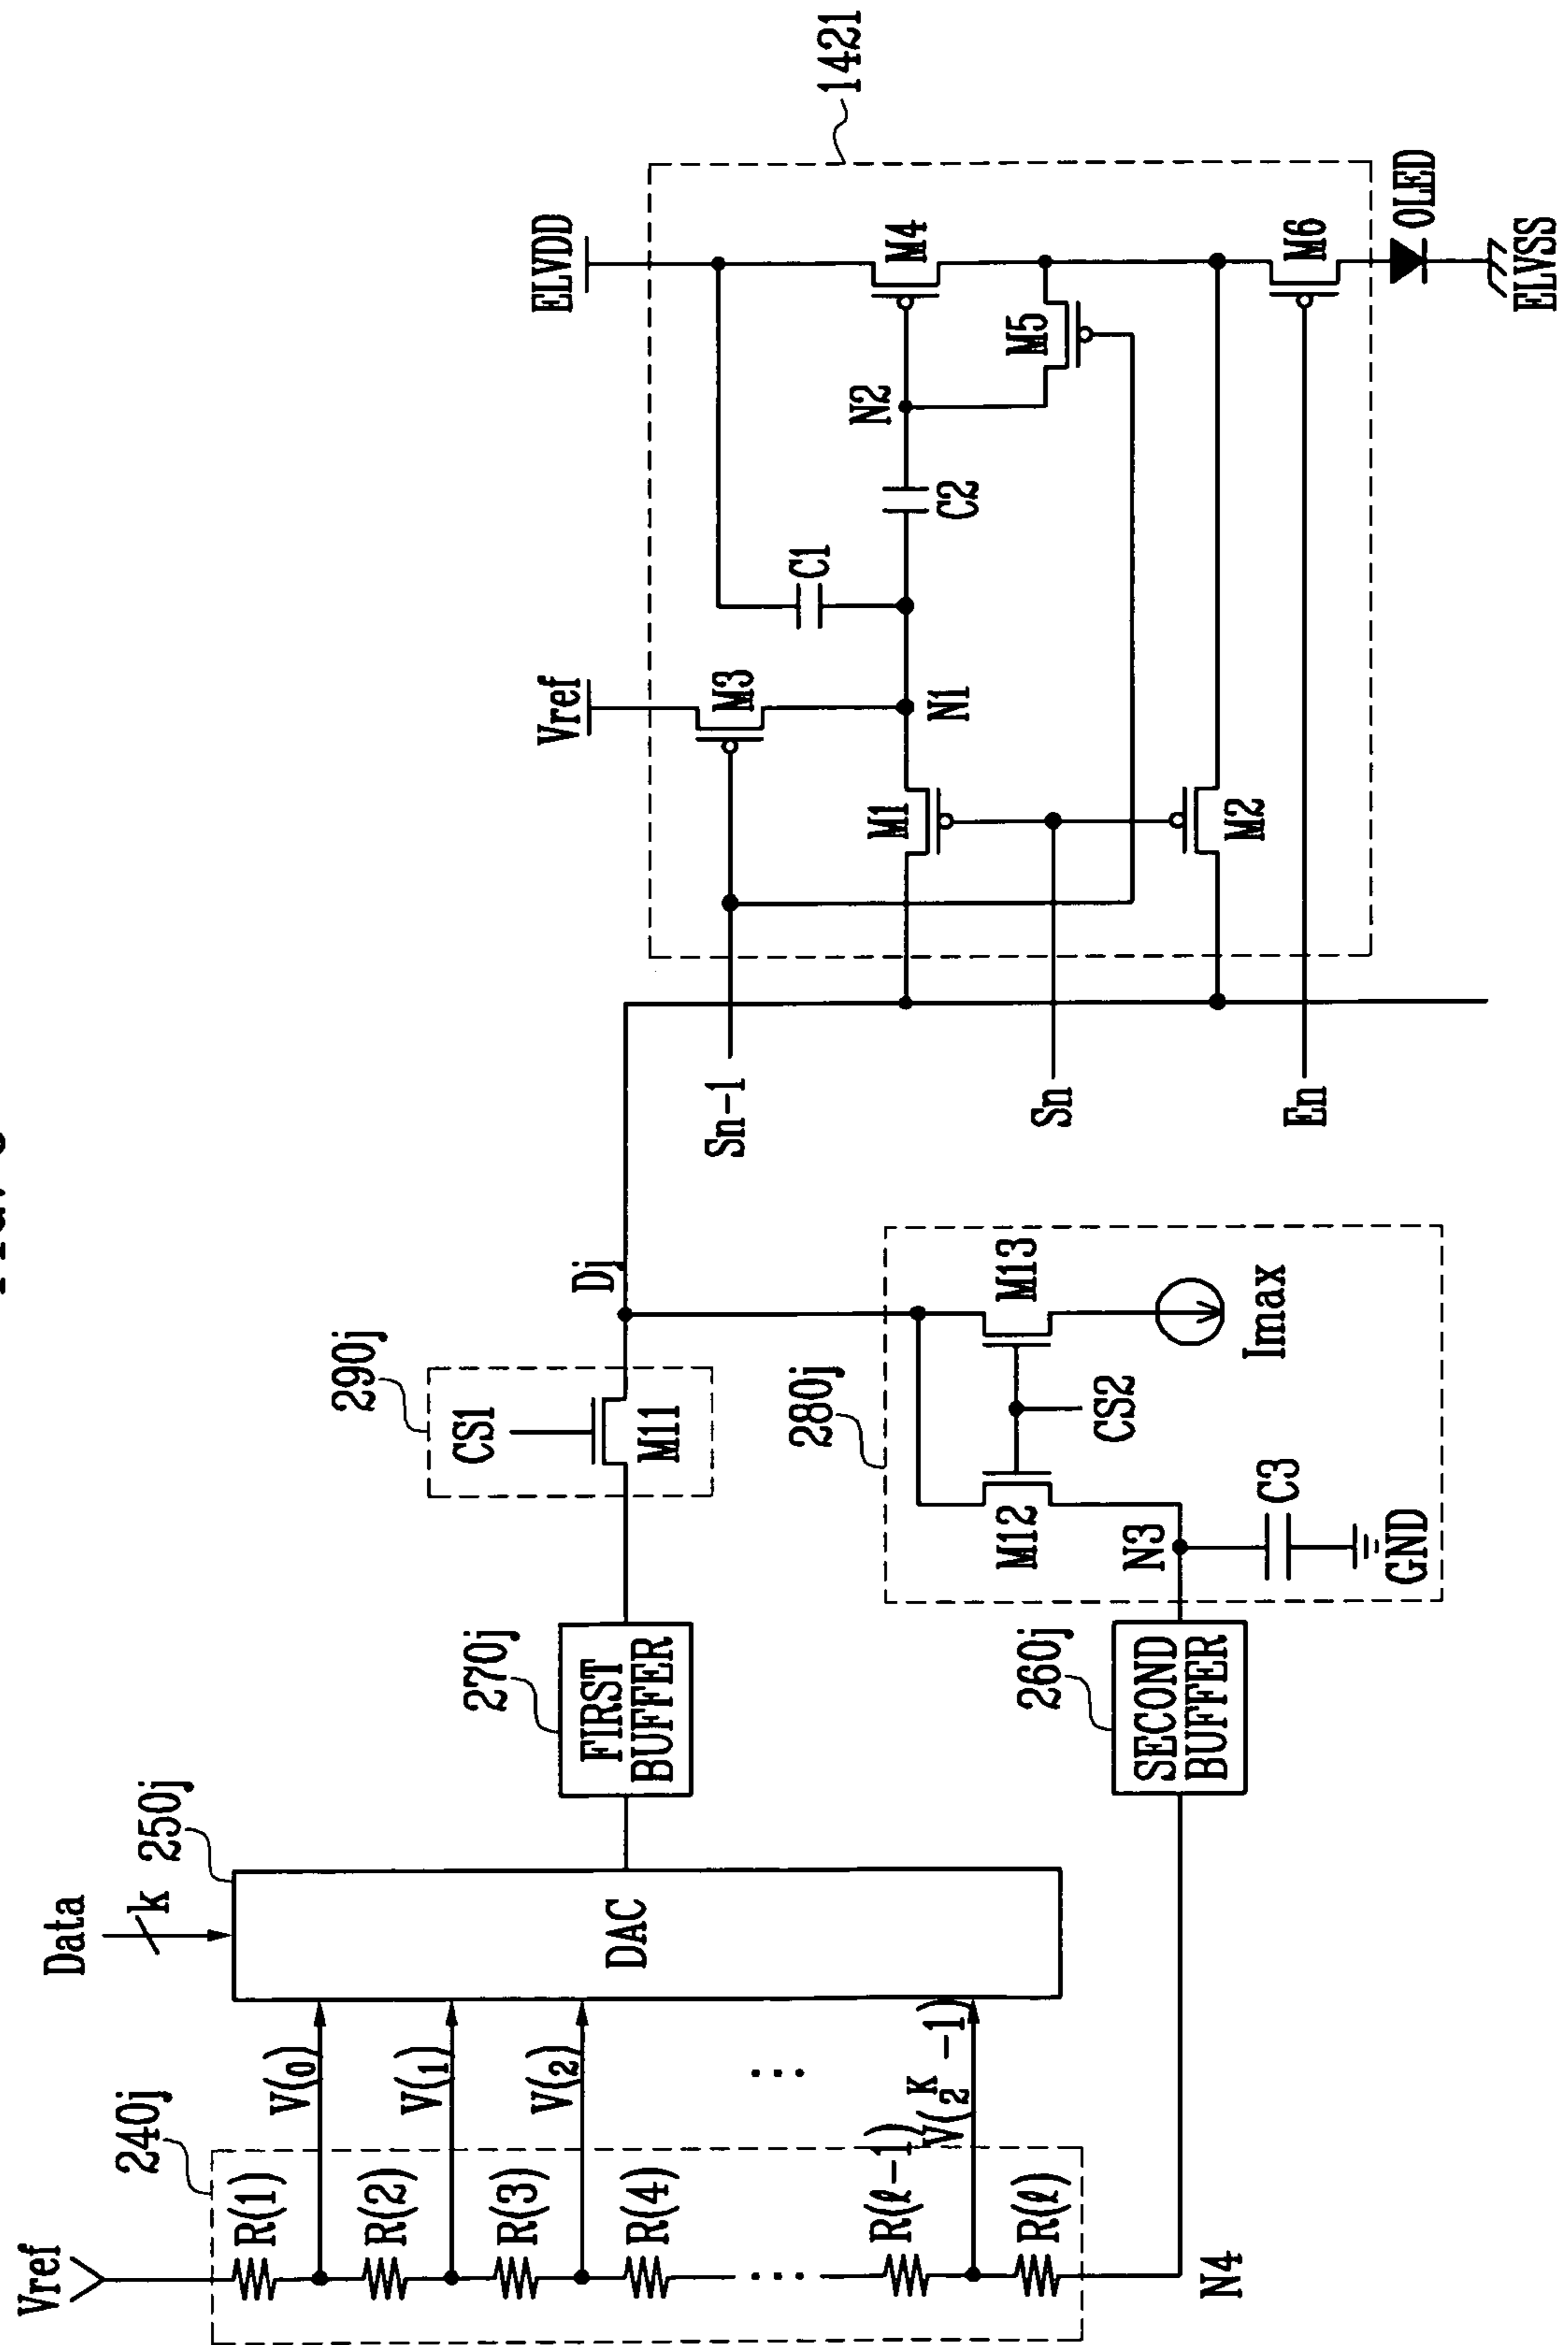 Vref
240j
R(1)
R(2)
R(3)
R(4)
...
R(ℓ-1)
R(ℓ)
N4
V(0)
V(1)
V(2)
...
V(2^K-1)
Data
k
250j
DAC
270j
FIRST
BUFFER
260j
SECOND
BUFFER
290j
CS1
M11
Dj
280j
M12
M13
CS2
N3
C3
GND
Imax
Sn-1
Sn
En
Vref
M3
M1
N1
M2
C1
C2
N2
M5
ELVDD
M4
M6
OLED
ELVSS
1421